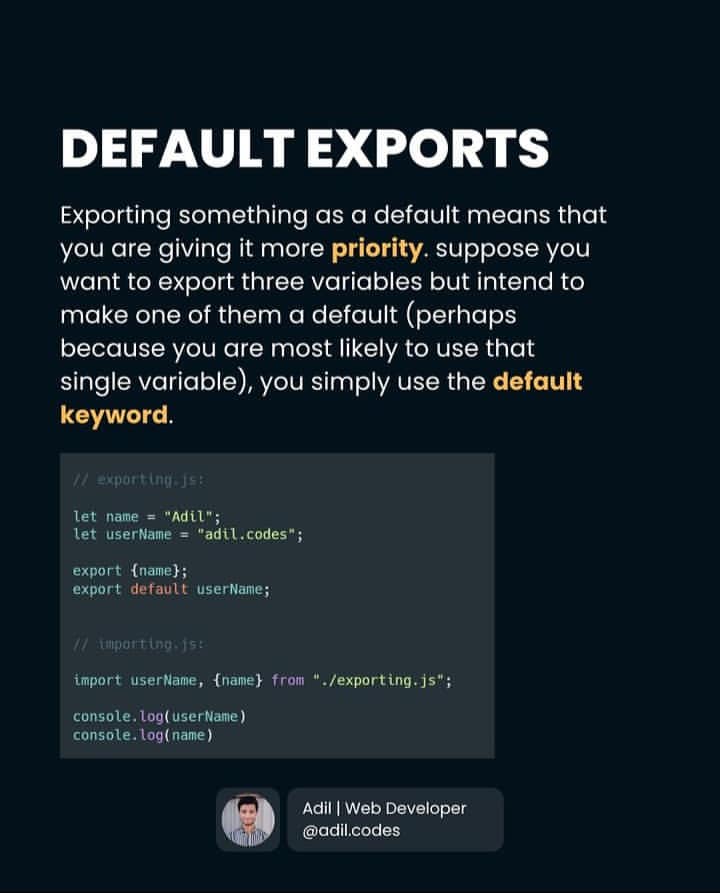 DEFAULT EXPORTS
Exporting something as a default means that
you are giving it more priority. suppose you
want to export three variables but intend to
make one of them a default (perhaps
because you are most likely to use that
single variable), you simply use the default
keyword.
// exporting.js:
let name = "Adil";
let userName = "adil.codes";
export {name};
export default userName;
// importing.js:
import userName, {name} from "./exporting.js";
console.log(userName)
console.log(name)
Adil | Web Developer
@adil.codes